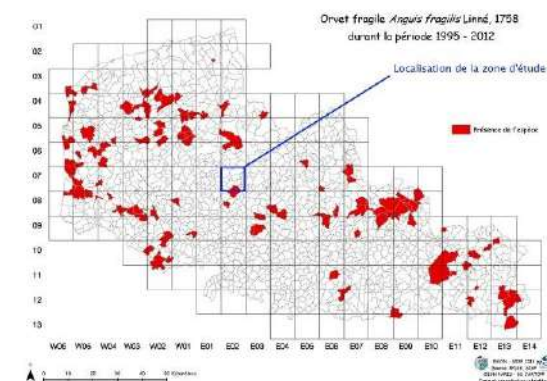 Orvet fragile Anguis fragilis Linné, 1758
durant la période 1995 - 2012
Localisation de la zone d'étude
Présence de l'espèce
01
02
03
04
05
06
07
08
09
10
11
12
13
W06 W05 W04 W03 W02 W01 E01 E02 E03 E04 E05 E06 E07 E08 E09 E10 E11 E12 E13 E14